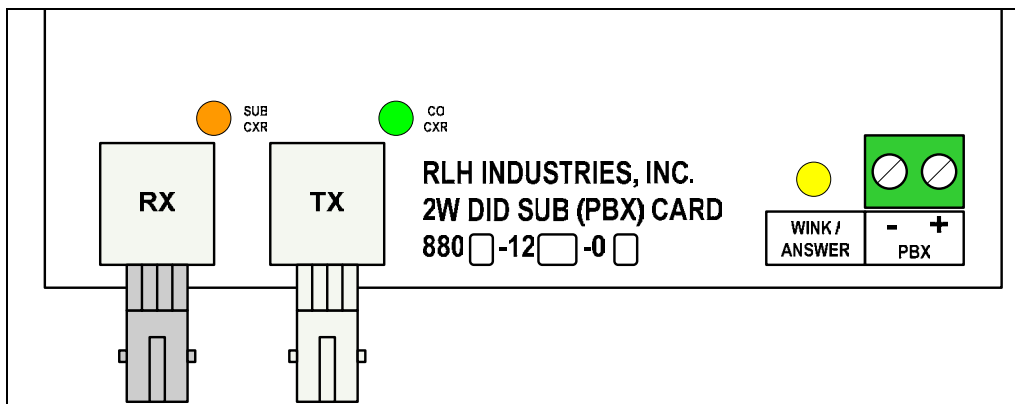 SUB
CXR
CO
CXR
RX
TX
RLH INDUSTRIES, INC.
2W DID SUB (PBX) CARD
880 -12 -0
WINK /
ANSWER
- +
PBX